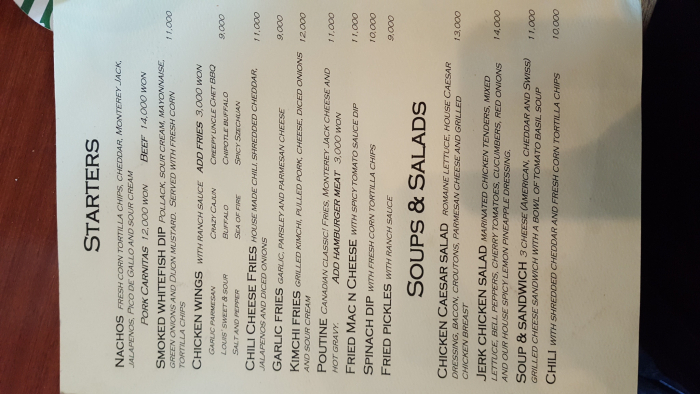 STARTERS
NACHOS FRESH CORN TORTILLA CHIPS, CHEDDAR, MONTEREY JACK,
JALAPENOS, PICO DE GALLO AND SOUR CREAM
PORK CARNITAS 12,000 WON BEEF 14,000 WON
SMOKED WHITEFISH DIP POLLACK, SOUR CREAM, MAYONNAISE, 11,000
GREEN ONIONS AND DIJON MUSTARD. SERVED WITH FRESH CORN
TORTILLA CHIPS
CHICKEN WINGS WITH RANCH SAUCE ADD FRIES 3,000 WON
GARLIC PARMESAN CRAZY CAJUN CREEPY UNCLE CHET BBQ 9,000
LOUIS' SWEET & SOUR BUFFALO CHIPOTLE BUFFALO
SALT AND PEPPER SEA OF FIRE SPICY SZECHUAN
CHILI CHEESE FRIES HOUSE MADE CHILI, SHREDDED CHEDDAR, 11,000
JALAPENOS AND DICED ONIONS
GARLIC FRIES GARLIC, PARSLEY AND PARMESAN CHEESE 9,000
KIMCHI FRIES GRILLED KIMCHI, PULLED PORK, CHEESE, DICED ONIONS 12,000
AND SOUR CREAM
POUTINE CANADIAN CLASSIC! FRIES, MONTEREY JACK CHEESE AND 11,000
HOT GRAVY. ADD HAMBURGER MEAT 3,000 WON
FRIED MAC N CHEESE WITH SPICY TOMATO SAUCE DIP 11,000
SPINACH DIP WITH FRESH CORN TORTILLA CHIPS 10,000
FRIED PICKLES WITH RANCH SAUCE 9,000
SOUPS & SALADS
CHICKEN CAESAR SALAD ROMAINE LETTUCE, HOUSE CAESAR 13,000
DRESSING, BACON, CROUTONS, PARMESAN CHEESE AND GRILLED
CHICKEN BREAST
JERK CHICKEN SALAD MARINATED CHICKEN TENDERS, MIXED 14,000
LETTUCE, BELL PEPPERS, CHERRY TOMATOES, CUCUMBERS, RED ONIONS
AND OUR HOUSE SPICY LEMON PINEAPPLE DRESSING.
SOUP & SANDWICH 3 CHEESE (AMERICAN, CHEDDAR AND SWISS) 11,000
GRILLED CHEESE SANDWICH WITH A BOWL OF TOMATO BASIL SOUP
CHILI WITH SHREDDED CHEDDAR AND FRESH CORN TORTILLA CHIPS 10,000